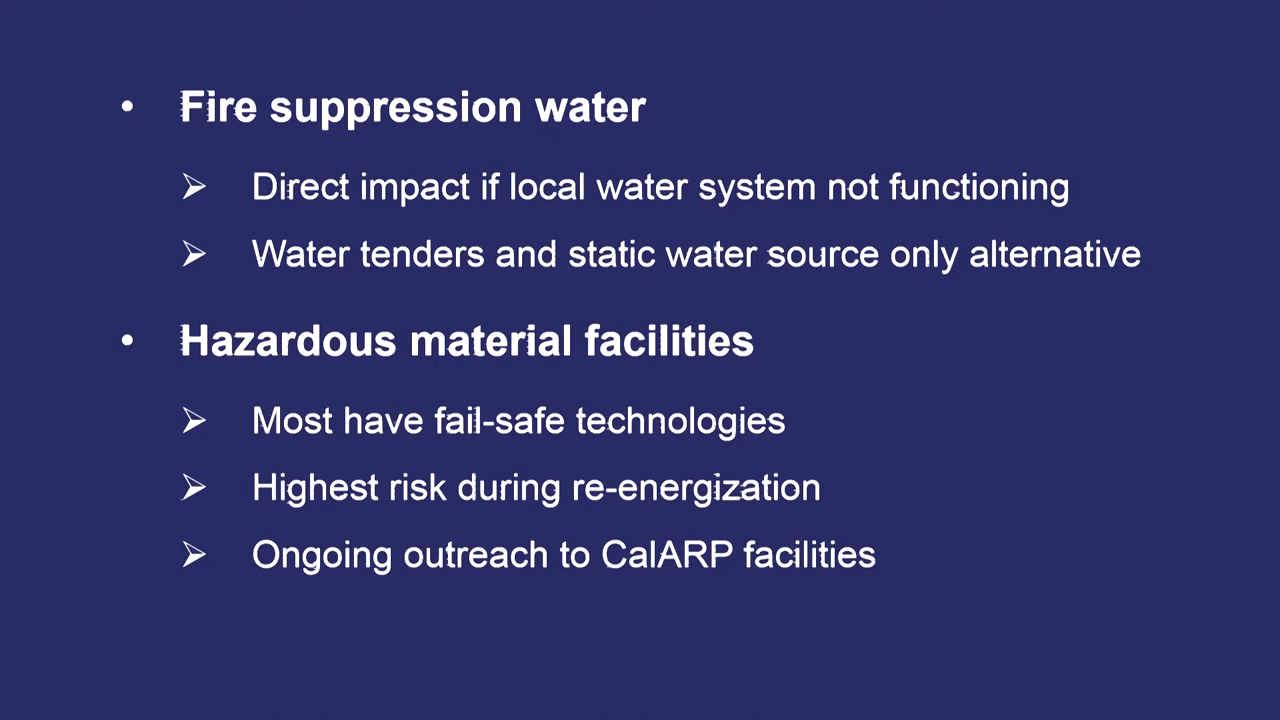 • Fire suppression water
➢ Direct impact if local water system not functioning
➢ Water tenders and static water source only alternative
• Hazardous material facilities
➢ Most have fail-safe technologies
➢ Highest risk during re-energization
➢ Ongoing outreach to CalARP facilities